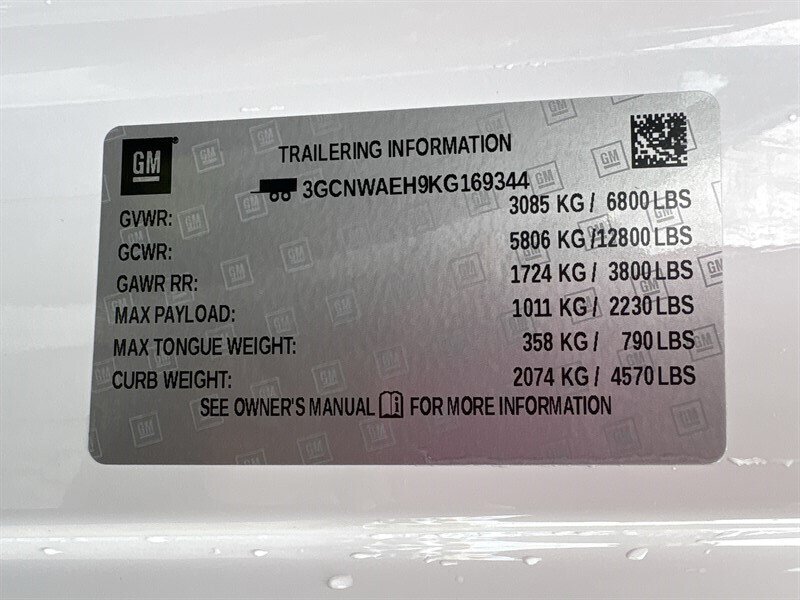 GM
TRAILERING INFORMATION
3GCNWAEH9KG169344
GVWR: 3085 KG / 6800 LBS
GCWR: 5806 KG /12800 LBS
GAWR RR: 1724 KG / 3800 LBS
MAX PAYLOAD: 1011 KG / 2230 LBS
MAX TONGUE WEIGHT: 358 KG / 790 LBS
CURB WEIGHT: 2074 KG / 4570 LBS
SEE OWNER'S MANUAL FOR MORE INFORMATION